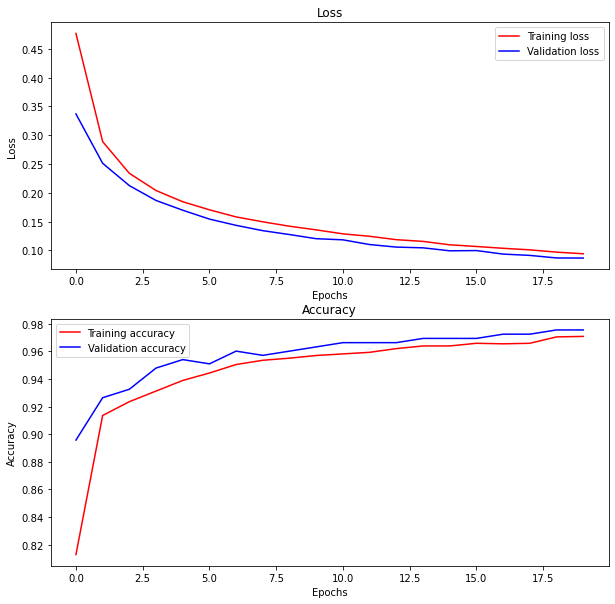 Loss
Training loss
Validation loss
0.45
0.40
0.35
0.30
0.25
0.20
0.15
0.10
Loss
0.0 2.5 5.0 7.5 10.0 12.5 15.0 17.5
Epochs
Accuracy
Training accuracy
Validation accuracy
0.98
0.96
0.94
0.92
0.90
0.88
0.86
0.84
0.82
Accuracy
0.0 2.5 5.0 7.5 10.0 12.5 15.0 17.5
Epochs